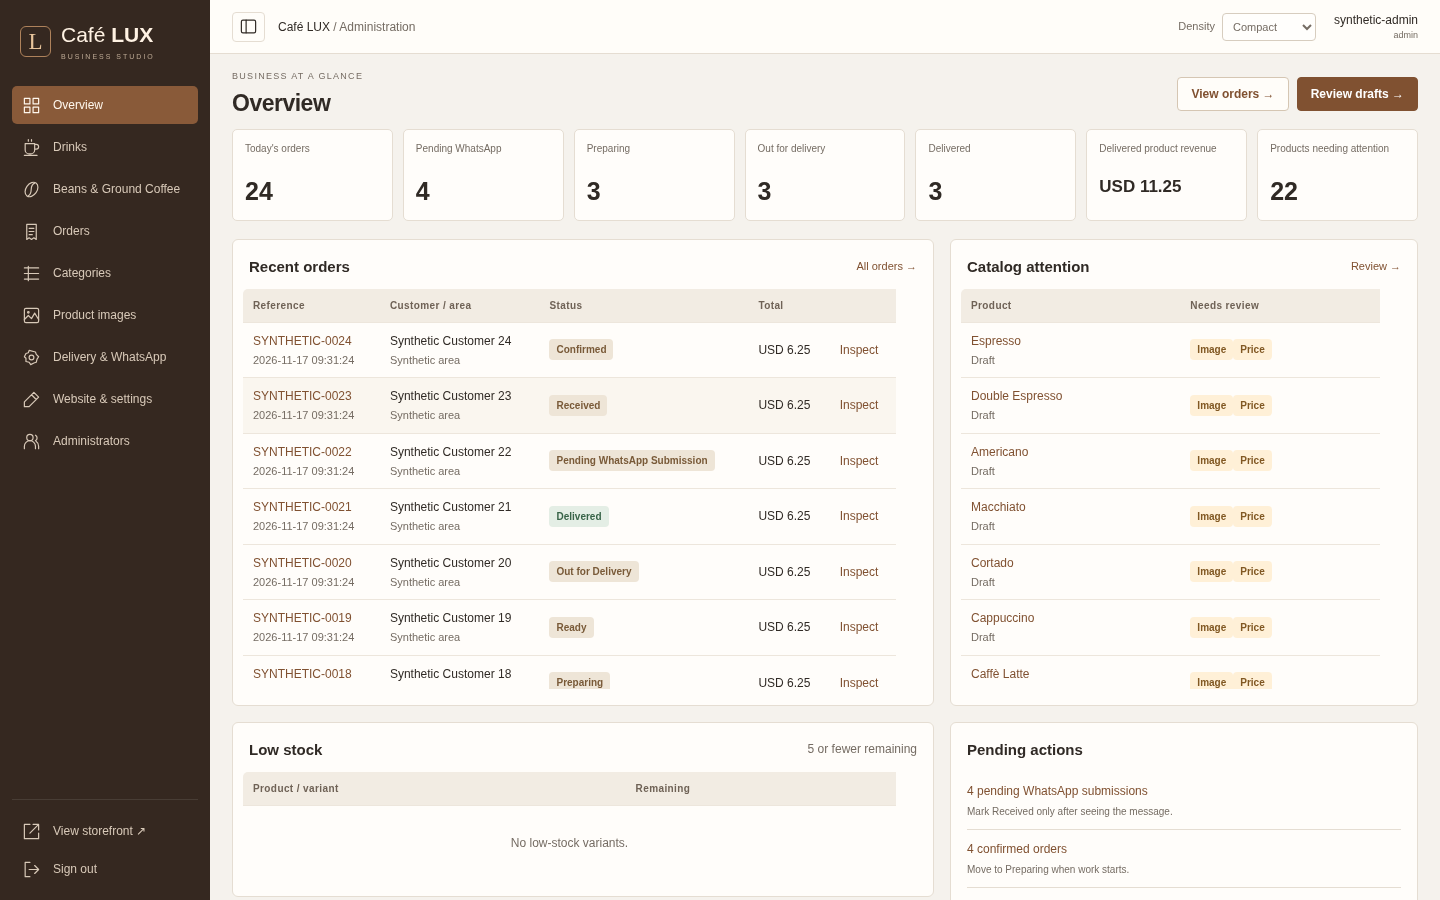 L
Café LUX
BUSINESS STUDIO
Overview
Drinks
Beans & Ground Coffee
Orders
Categories
Product images
Delivery & WhatsApp
Website & settings
Administrators
View storefront ↗
Sign out
Café LUX / Administration
Density Compact
synthetic-admin
admin
BUSINESS AT A GLANCE
Overview
View orders →
Review drafts →
Today's orders
24
Pending WhatsApp
4
Preparing
3
Out for delivery
3
Delivered
3
Delivered product revenue
USD 11.25
Products needing attention
22
Recent orders
All orders →
Reference Customer / area Status Total
SYNTHETIC-0024 Synthetic Customer 24 Confirmed USD 6.25 Inspect
2026-11-17 09:31:24 Synthetic area
SYNTHETIC-0023 Synthetic Customer 23 Received USD 6.25 Inspect
2026-11-17 09:31:24 Synthetic area
SYNTHETIC-0022 Synthetic Customer 22 Pending WhatsApp Submission USD 6.25 Inspect
2026-11-17 09:31:24 Synthetic area
SYNTHETIC-0021 Synthetic Customer 21 Delivered USD 6.25 Inspect
2026-11-17 09:31:24 Synthetic area
SYNTHETIC-0020 Synthetic Customer 20 Out for Delivery USD 6.25 Inspect
2026-11-17 09:31:24 Synthetic area
SYNTHETIC-0019 Synthetic Customer 19 Ready USD 6.25 Inspect
2026-11-17 09:31:24 Synthetic area
SYNTHETIC-0018 Synthetic Customer 18 Preparing USD 6.25 Inspect
Catalog attention
Review →
Product Needs review
Espresso Image Price
Draft
Double Espresso Image Price
Draft
Americano Image Price
Draft
Macchiato Image Price
Draft
Cortado Image Price
Draft
Cappuccino Image Price
Draft
Caffè Latte Image Price
Low stock
5 or fewer remaining
Product / variant Remaining
No low-stock variants.
Pending actions
4 pending WhatsApp submissions
Mark Received only after seeing the message.
4 confirmed orders
Move to Preparing when work starts.